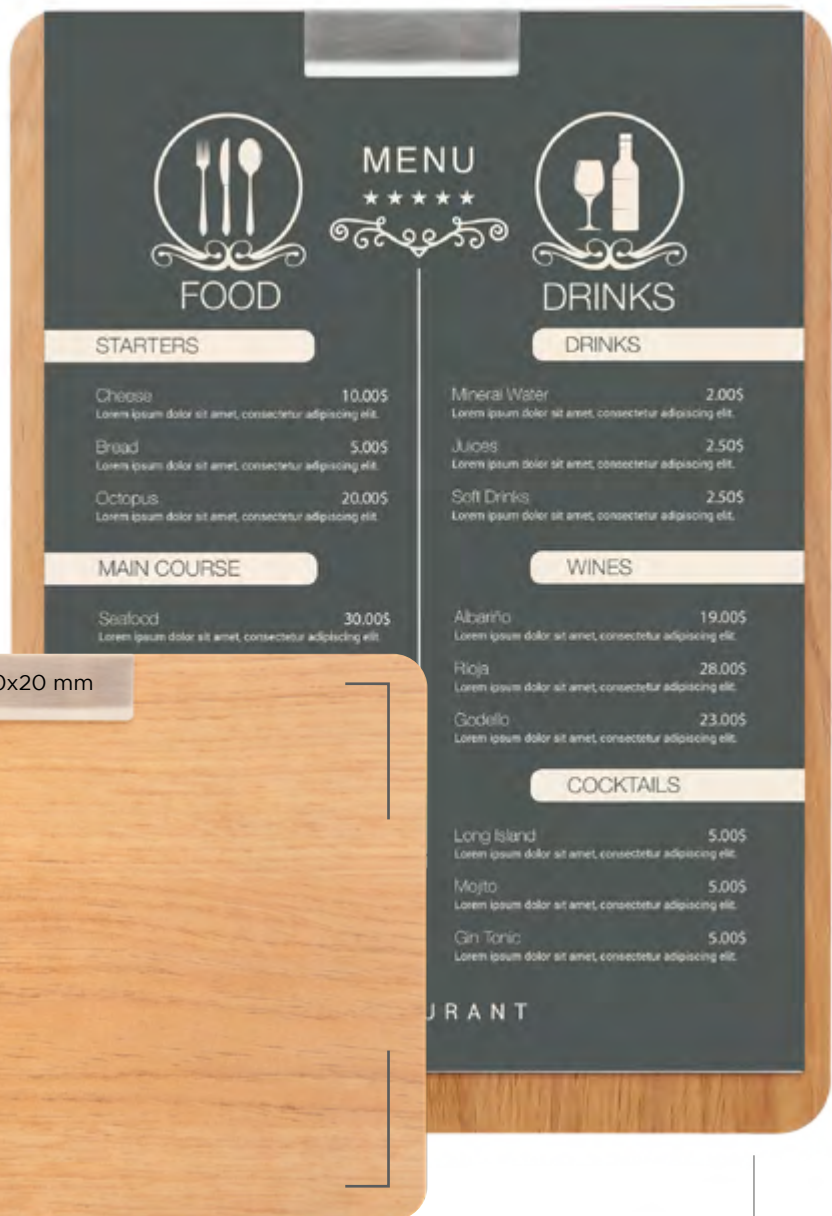 MENU
FOOD
DRINKS
STARTERS
Cheese 10.00$
Lorem ipsum dolor sit amet, consectetur adipiscing elit.
Bread 5.00$
Lorem ipsum dolor sit amet, consectetur adipiscing elit.
Octopus 20.00$
Lorem ipsum dolor sit amet, consectetur adipiscing elit.
MAIN COURSE
Seafood 30.00$
Lorem ipsum dolor sit amet, consectetur adipiscing elit.
DRINKS
Mineral Water 2.00$
Lorem ipsum dolor sit amet, consectetur adipiscing elit.
Juices 2.50$
Lorem ipsum dolor sit amet, consectetur adipiscing elit.
Soft Drinks 2.50$
Lorem ipsum dolor sit amet, consectetur adipiscing elit.
WINES
Albariño 19.00$
Lorem ipsum dolor sit amet, consectetur adipiscing elit.
Rioja 28.00$
Lorem ipsum dolor sit amet, consectetur adipiscing elit.
Godello 23.00$
Lorem ipsum dolor sit amet, consectetur adipiscing elit.
COCKTAILS
Long Island 5.00$
Lorem ipsum dolor sit amet, consectetur adipiscing elit.
Mojito 5.00$
Lorem ipsum dolor sit amet, consectetur adipiscing elit.
Gin Tonic 5.00$
Lorem ipsum dolor sit amet, consectetur adipiscing elit.
URANT
0x20 mm